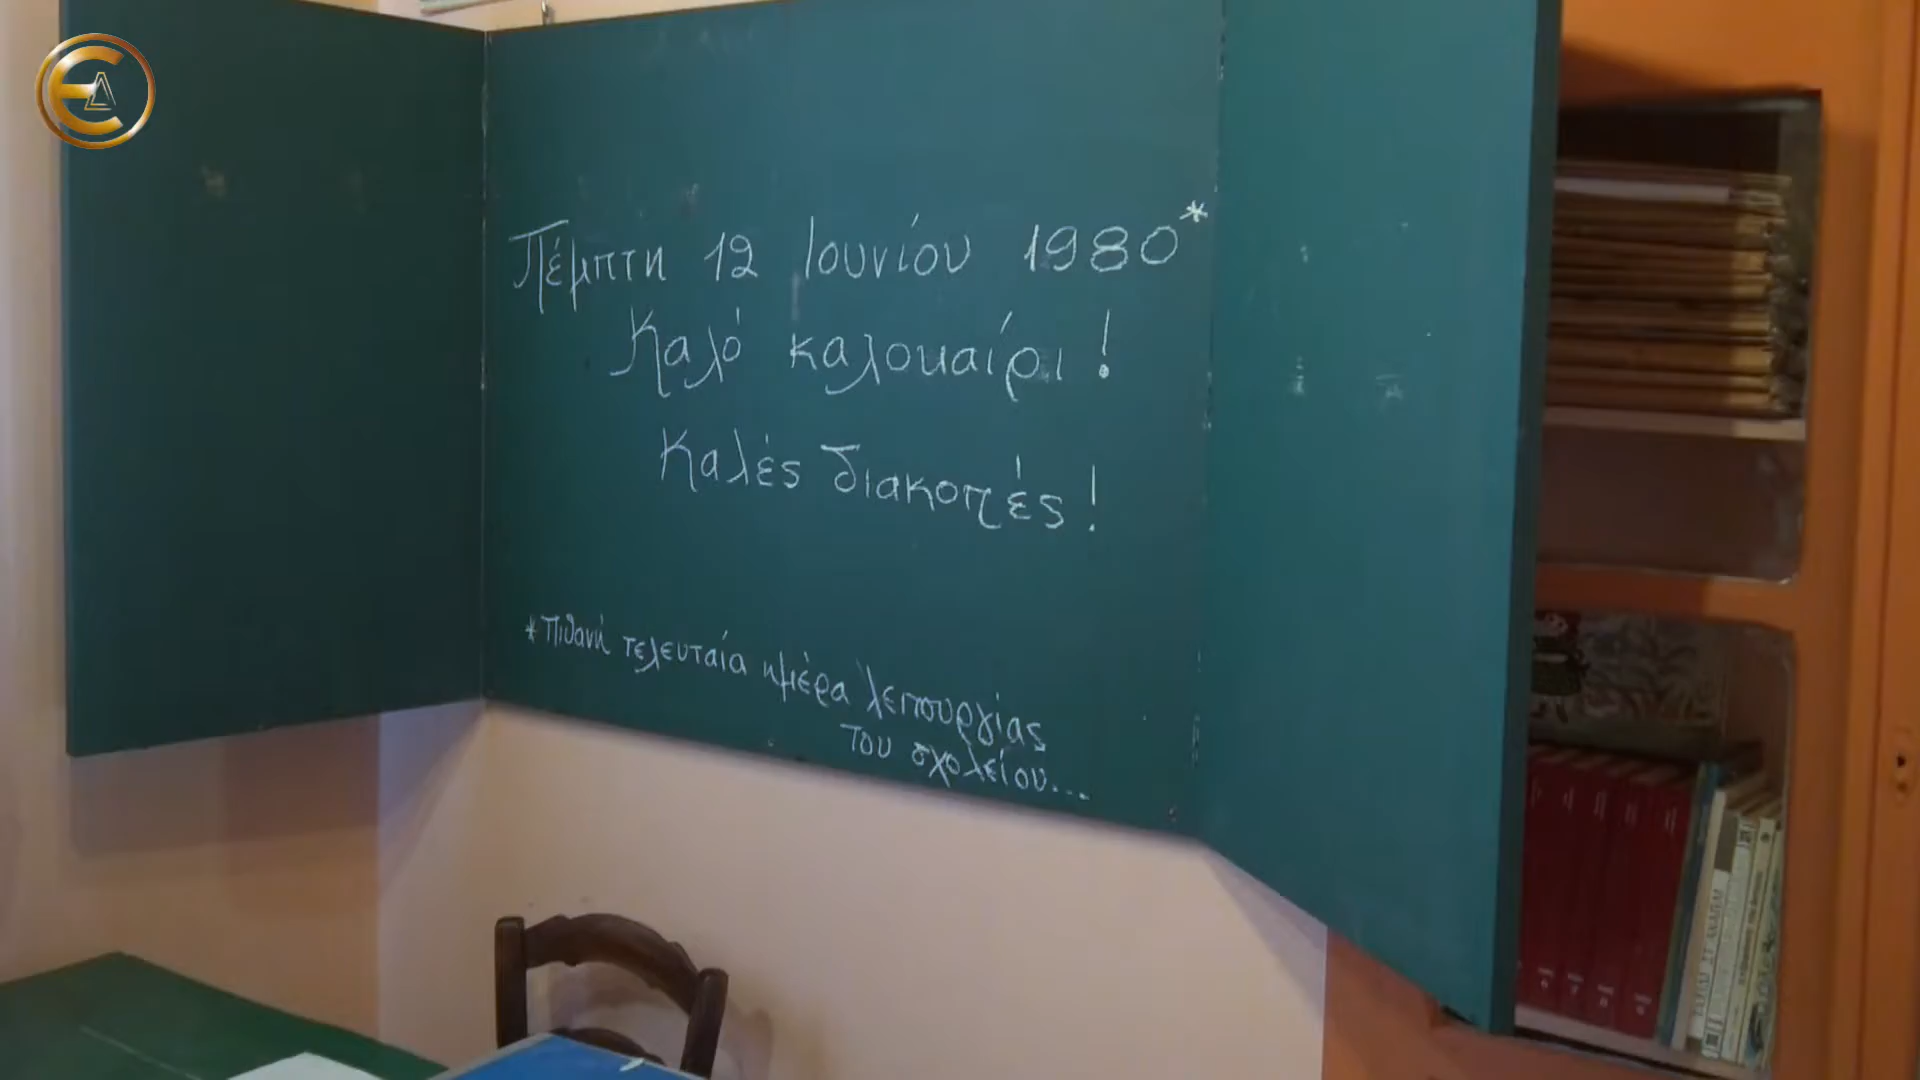 Πέμπτη 12 Ιουνίου 1980*
Καλό καλοκαίρι!
Καλές διακοπές!
*Πιθανή τελευταία ημέρα λειτουργίας
του σχολείου...